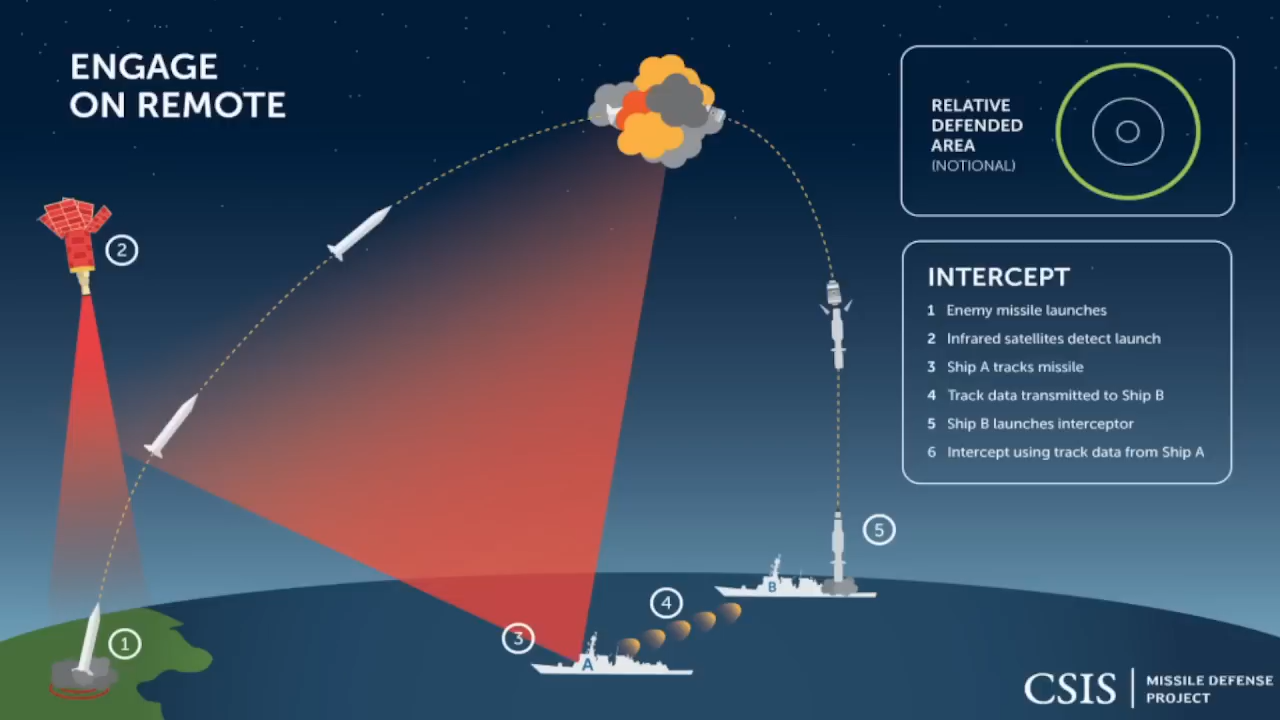 ENGAGE
ON REMOTE
RELATIVE
DEFENDED
AREA
(NOTIONAL)
2
INTERCEPT
1 Enemy missile launches
2 Infrared satellites detect launch
3 Ship A tracks missile
4 Track data transmitted to Ship B
5 Ship B launches interceptor
6 Intercept using track data from Ship A
5
B
4
3
1
A
CSIS | MISSILE DEFENSE
PROJECT